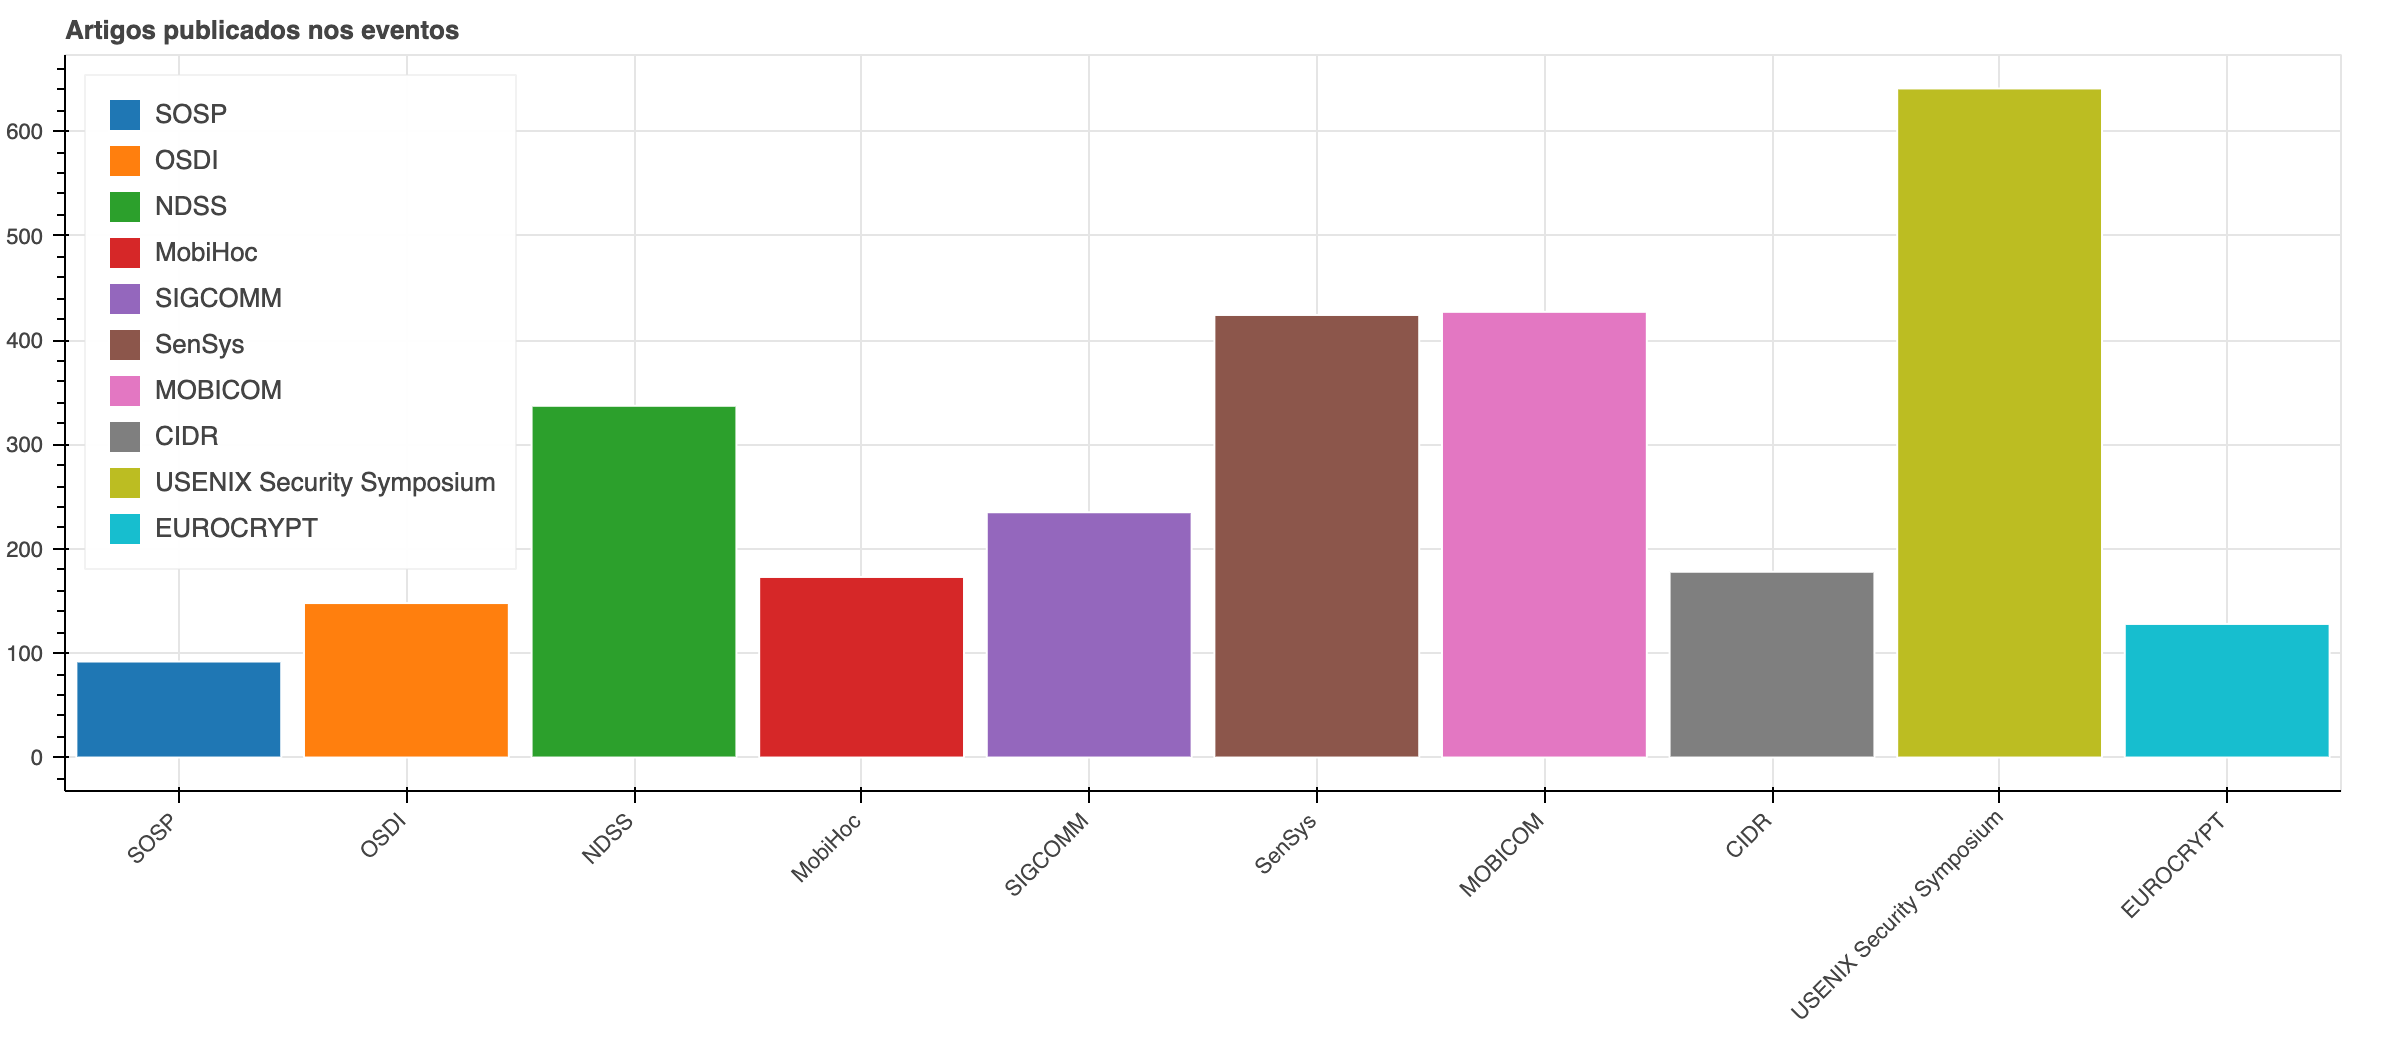 Artigos publicados nos eventos
SOSP
OSDI
NDSS
MobiHoc
SIGCOMM
SenSys
MOBICOM
CIDR
USENIX Security Symposium
EUROCRYPT
600
500
400
300
200
100
0
SOSP
OSDI
NDSS
MobiHoc
SIGCOMM
SenSys
MOBICOM
CIDR
USENIX Security Symposium
EUROCRYPT